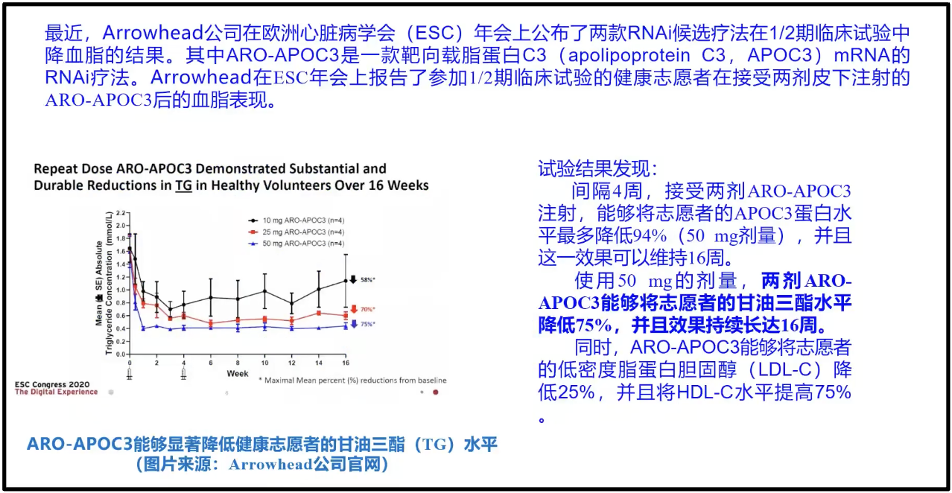 最近，Arrowhead公司在欧洲心脏病学会（ESC）年会上公布了两款RNAi候选疗法在1/2期临床试验中
降血脂的结果。其中ARO-APOC3是一款靶向载脂蛋白C3（apolipoprotein C3，APOC3）mRNA的
RNAi疗法。Arrowhead在ESC年会上报告了参加1/2期临床试验的健康志愿者在接受两剂皮下注射的
ARO-APOC3后的血脂表现。
Repeat Dose ARO-APOC3 Demonstrated Substantial and
Durable Reductions in TG in Healthy Volunteers Over 16 Weeks
Mean (± SE) Absolute
Triglyceride Concentration (mmol/L)
2.2
2.0
1.8
1.6
1.4
1.2
1.0
0.8
0.6
0.4
0.2
0.0
10 mg ARO-APOC3 (n=4)
25 mg ARO-APOC3 (n=4)
50 mg ARO-APOC3 (n=4)
58%*
70%*
75%*
0 2 4 6 8 10 12 14 16
Week
* Maximal Mean percent (%) reductions from baseline
ESC Congress 2020
The Digital Experience
ARO-APOC3能够显著降低健康志愿者的甘油三酯（TG）水平
（图片来源：Arrowhead公司官网）
试验结果发现：
间隔4周，接受两剂ARO-APOC3
注射，能够将志愿者的APOC3蛋白水
平最多降低94%（50 mg剂量），并且
这一效果可以维持16周。
使用50 mg的剂量，两剂ARO-
APOC3能够将志愿者的甘油三酯水平
降低75%，并且效果持续长达16周。
同时，ARO-APOC3能够将志愿者
的低密度脂蛋白胆固醇（LDL-C）降
低25%，并且将HDL-C水平提高75%
。